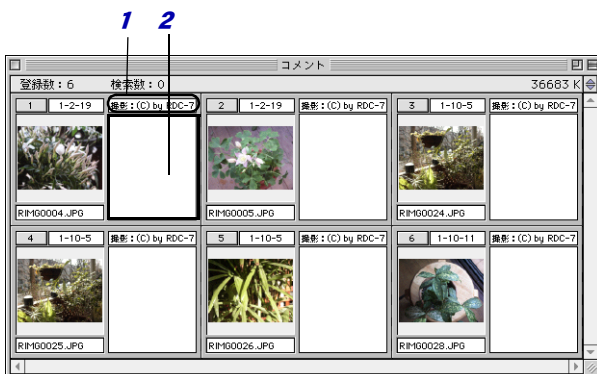 1 2
コメント
登録数：6 検索数：0 36683 K
1 1-2-19 撮影：(C) by RDC-7 2 1-2-19 撮影：(C) by RDC-7 3 1-10-5 撮影：(C) by RDC-7
RIMG0004.JPG RIMG0005.JPG RIMG0024.JPG
4 1-10-5 撮影：(C) by RDC-7 5 1-10-5 撮影：(C) by RDC-7 6 1-10-11 撮影：(C) by RDC-7
RIMG0025.JPG RIMG0026.JPG RIMG0028.JPG